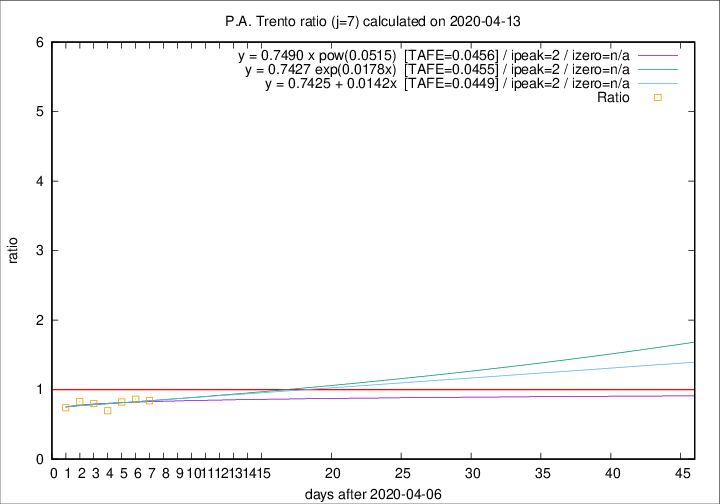 P.A. Trento ratio (j=7) calculated on 2020-04-13
y = 0.7490 x pow(0.0515) [TAFE=0.0456] / ipeak=2 / izero=n/a
y = 0.7427 exp(0.0178x) [TAFE=0.0455] / ipeak=2 / izero=n/a
y = 0.7425 + 0.0142x [TAFE=0.0449] / ipeak=2 / izero=n/a
Ratio
6
5
4
3
2
1
0
ratio
0 1 2 3 4 5 6 7 8 9 10 11 12 13 14 15 20 25 30 35 40 45
days after 2020-04-06